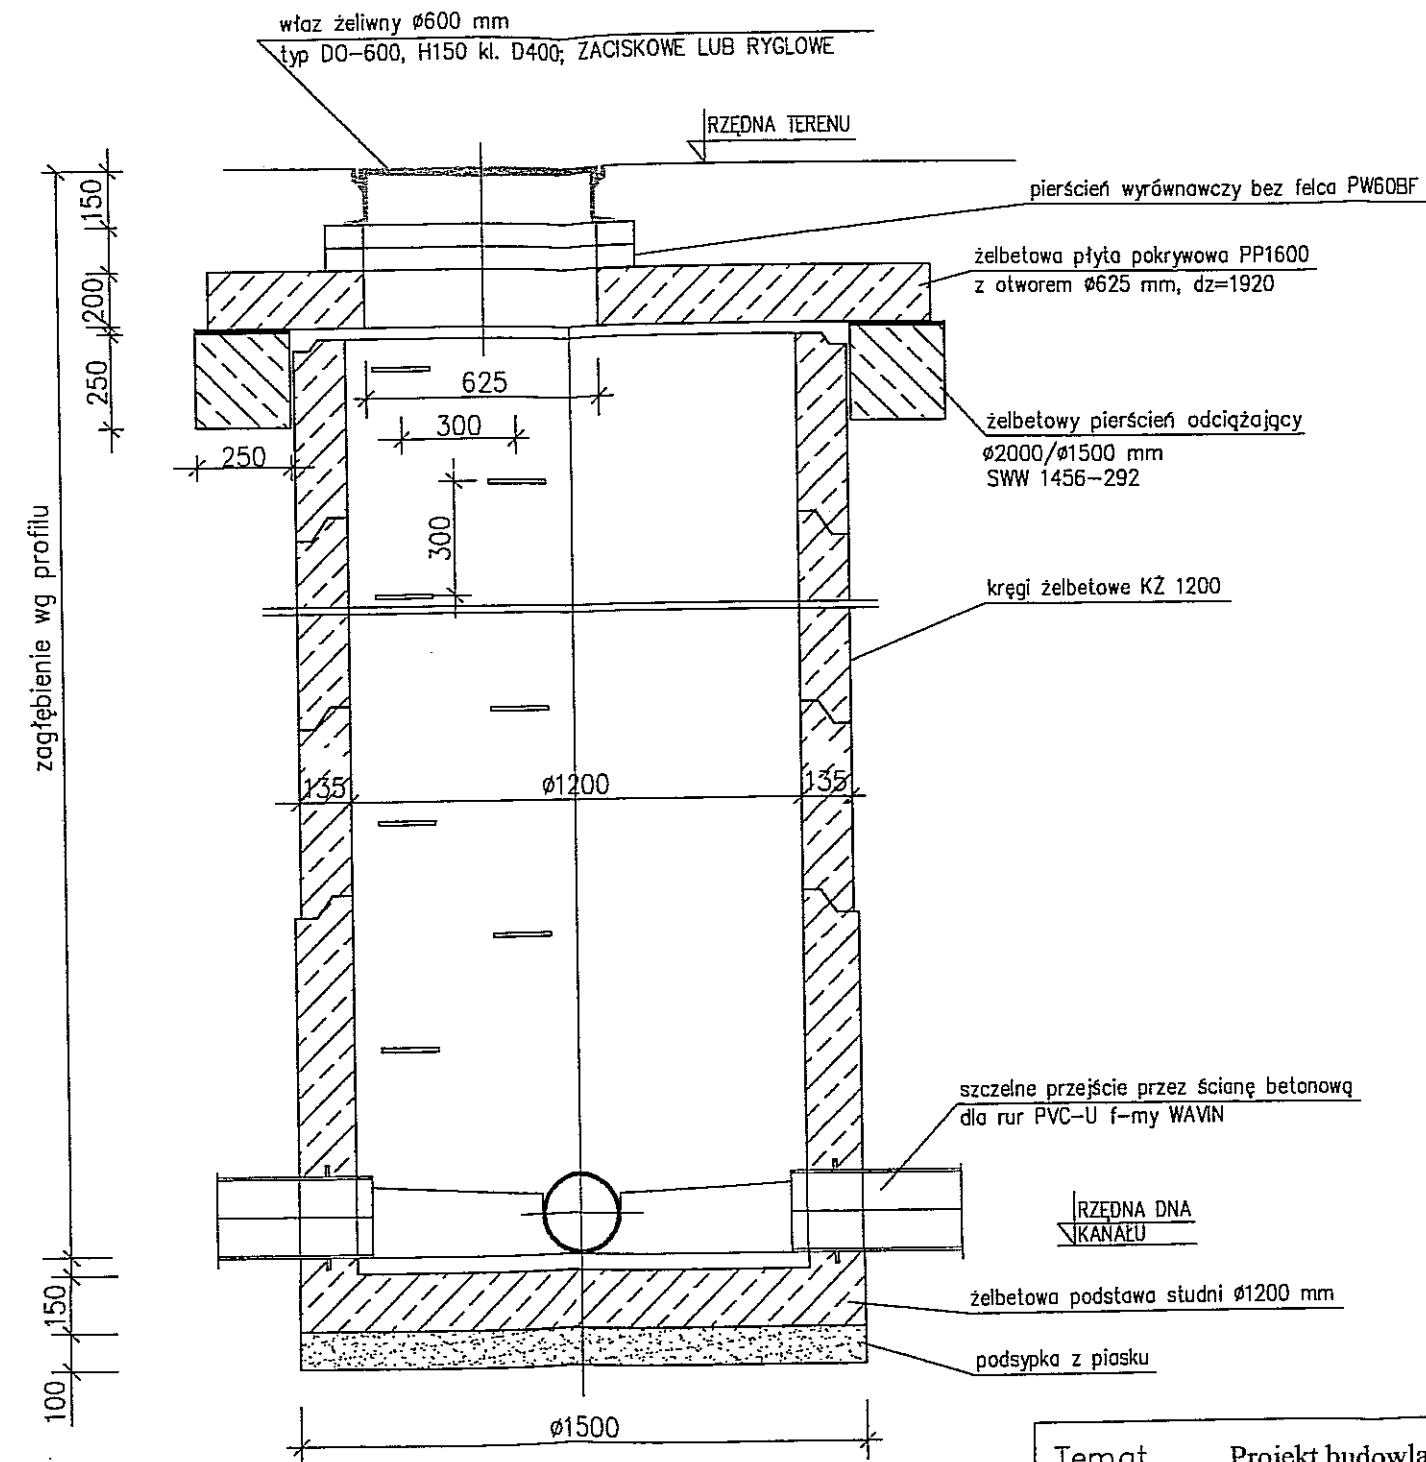 właz żeliwny ø600 mm
typ DO-600, H150 kl. D400; ZACISKOWE LUB RYGLOWE
RZĘDNA TERENU
pierścień wyrównawczy bez felca PW60BF
żelbetowa płyta pokrywowa PP1600
z otworem ø625 mm, dz=1920
150
200
250
625
300
250
żelbetowy pierścień odciążający
ø2000/ø1500 mm
SWW 1456-292
300
zagłębienie wg profilu
kręgi żelbetowe KŻ 1200
135
ø1200
135
szczelne przejście przez ścianę betonową
dla rur PVC-U f-my WAVIN
RZĘDNA DNA
KANAŁU
150
żelbetowa podstawa studni ø1200 mm
podsypka z piasku
100
ø1500
Temat
Projekt budowla